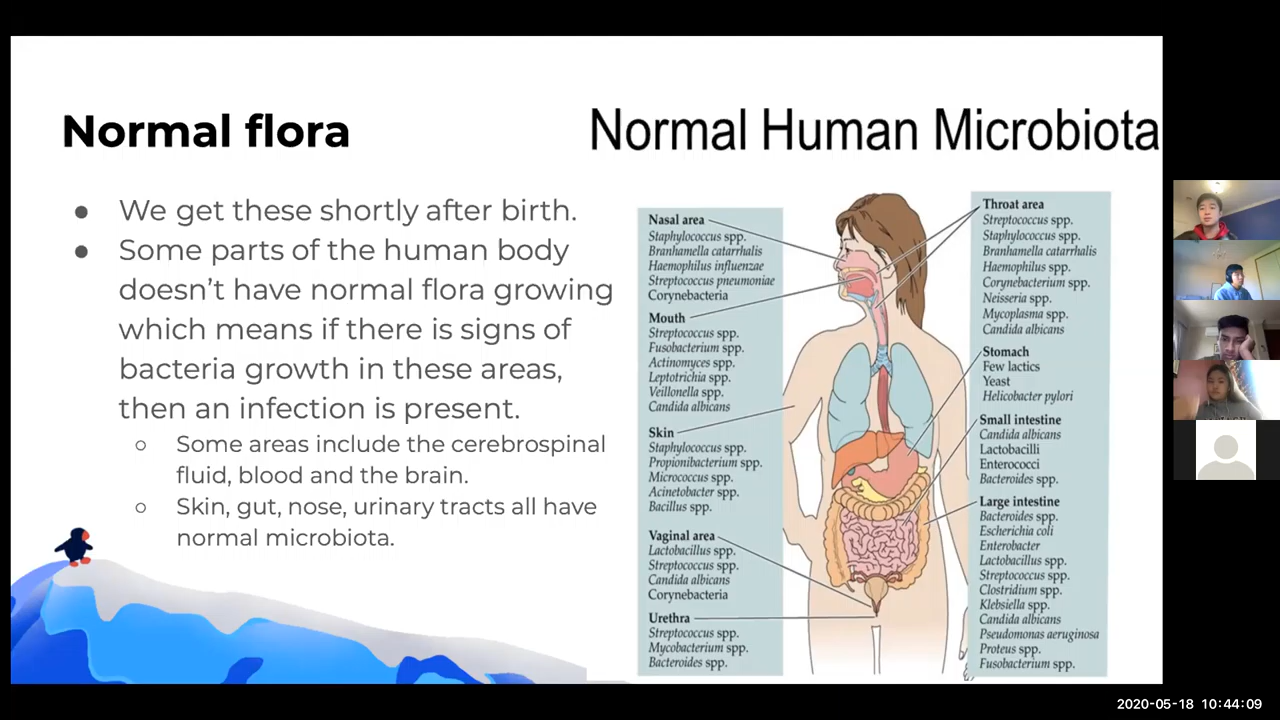 Normal flora
● We get these shortly after birth.
● Some parts of the human body
doesn't have normal flora growing
which means if there is signs of
bacteria growth in these areas,
then an infection is present.
○ Some areas include the cerebrospinal
fluid, blood and the brain.
○ Skin, gut, nose, urinary tracts all have
normal microbiota.
Normal Human Microbiota
Nasal area
Staphylococcus spp.
Branhamella catarrhalis
Haemophilus influenzae
Streptococcus pneumoniae
Corynebacteria
Mouth
Streptococcus spp.
Fusobacterium spp.
Actinomyces spp.
Leptotrichia spp.
Veillonella spp.
Candida albicans
Skin
Staphylococcus spp.
Propionibacterium spp.
Micrococcus spp.
Acinetobacter spp.
Bacillus spp.
Vaginal area
Lactobacillus spp.
Streptococcus spp.
Candida albicans
Corynebacteria
Urethra
Streptococcus spp.
Mycobacterium spp.
Bacteroides spp.
Throat area
Streptococcus spp.
Staphylococcus spp.
Branhamella catarrhalis
Haemophilus spp.
Corynebacterium spp.
Neisseria spp.
Mycoplasma spp.
Candida albicans
Stomach
Few lactics
Yeast
Helicobacter pylori
Small intestine
Candida albicans
Lactobacilli
Enterococci
Bacteroides spp.
Large intestine
Bacteroides spp.
Escherichia coli
Enterobacter
Lactobacillus spp.
Streptococcus spp.
Clostridium spp.
Klebsiella spp.
Candida albicans
Pseudomonas aeruginosa
Proteus spp.
Fusobacterium spp.
2020-05-18 10:44:09